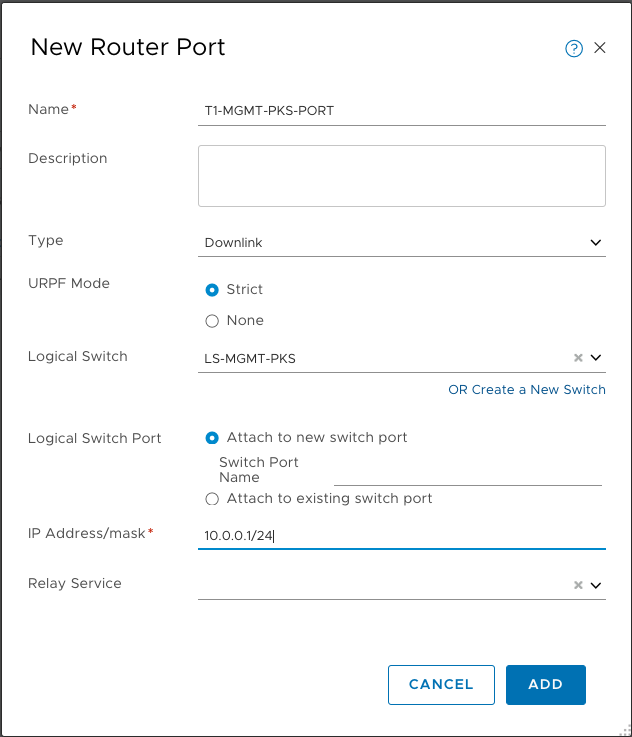 New Router Port
Name*
T1-MGMT-PKS-PORT
Description
Type
Downlink
URPF Mode
Strict
None
Logical Switch
LS-MGMT-PKS
OR Create a New Switch
Logical Switch Port
Attach to new switch port
Switch Port
Name
Attach to existing switch port
IP Address/mask*
10.0.0.1/24
Relay Service
CANCEL
ADD